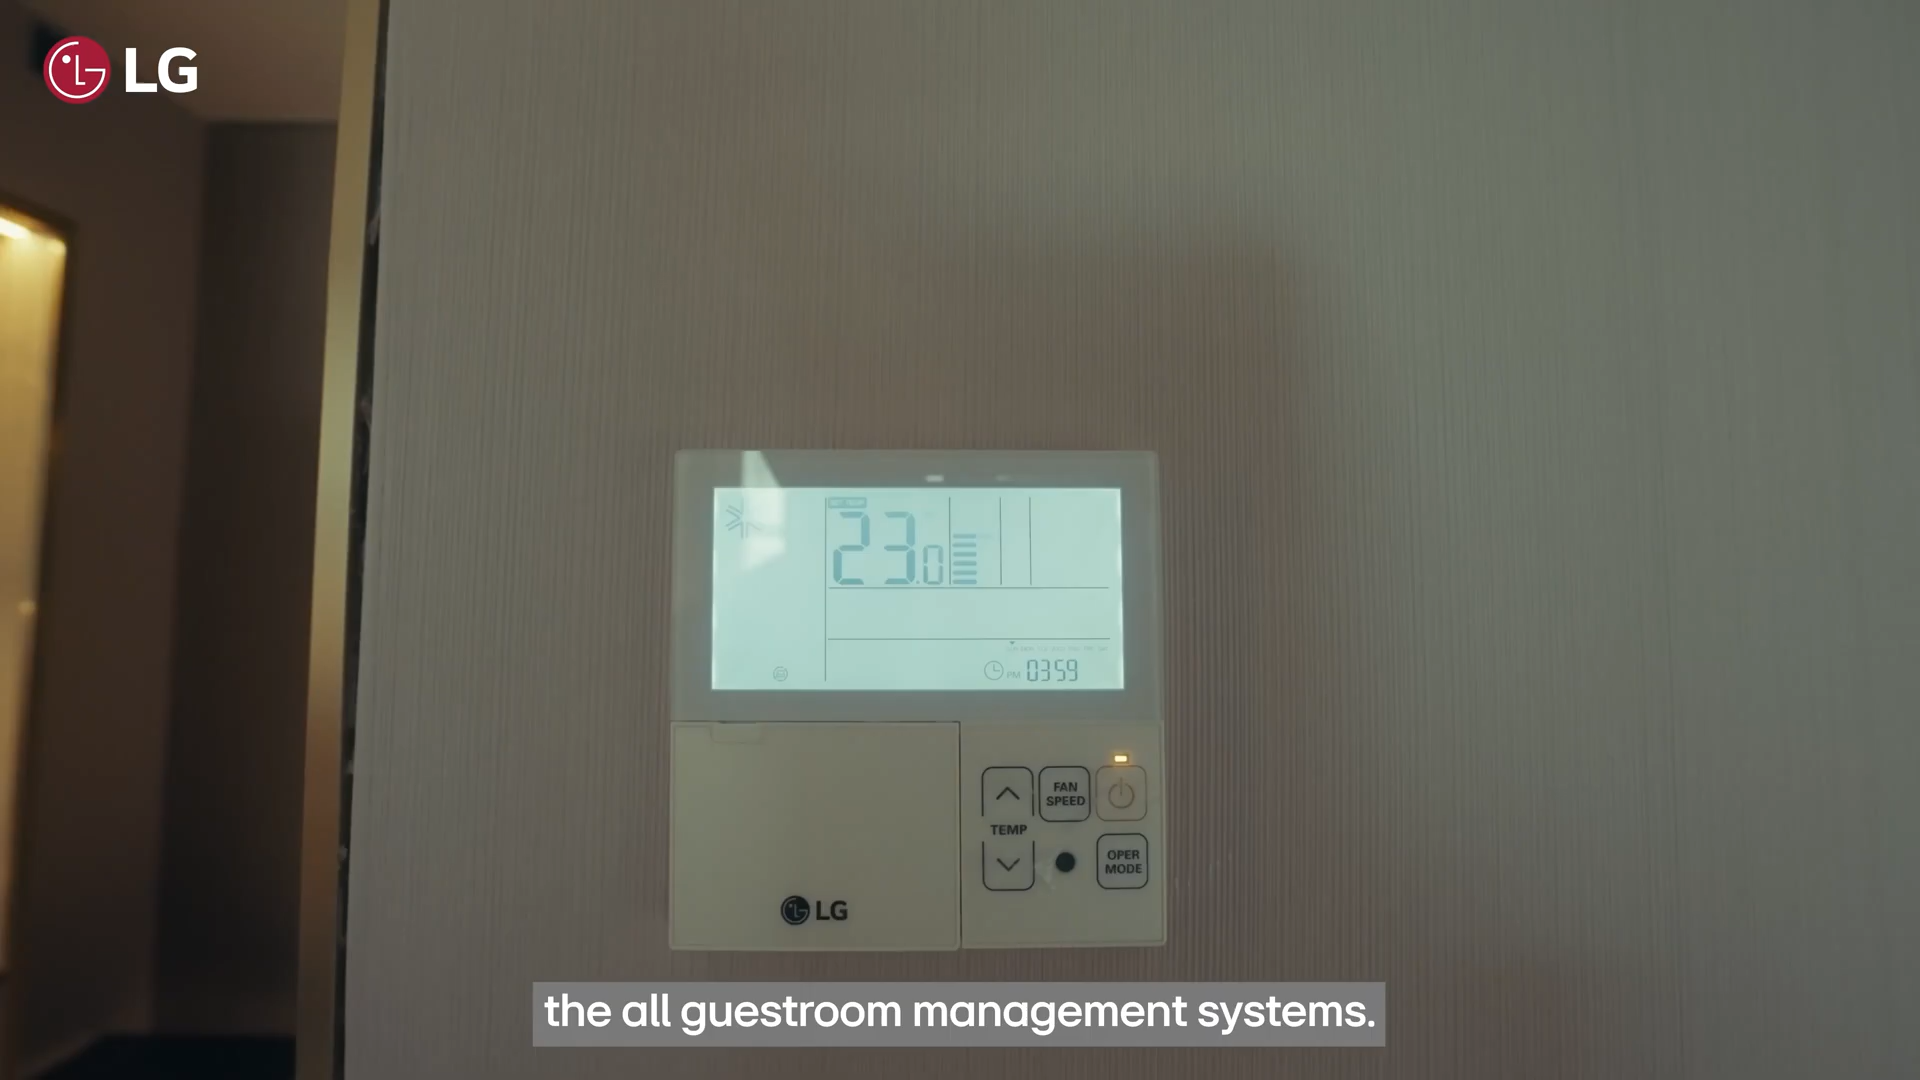 LG
23.0
PM 03:59
FAN
SPEED
TEMP
OPER
MODE
LG
the all guestroom management systems.